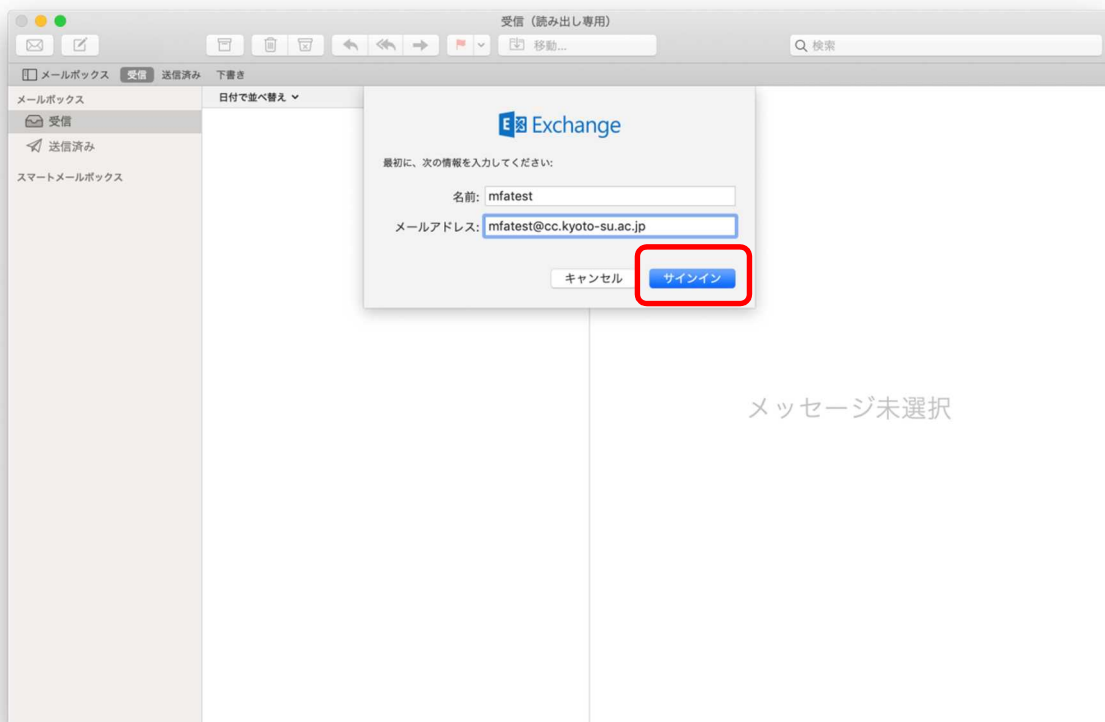 受信（読み出し専用）
移動...
検索
メールボックス 受信 送信済み 下書き
メールボックス
受信
送信済み
スマートメールボックス
日付で並べ替え
Exchange
最初に、次の情報を入力してください:
名前: mfatest
メールアドレス: mfatest@cc.kyoto-su.ac.jp
キャンセル サインイン
メッセージ未選択